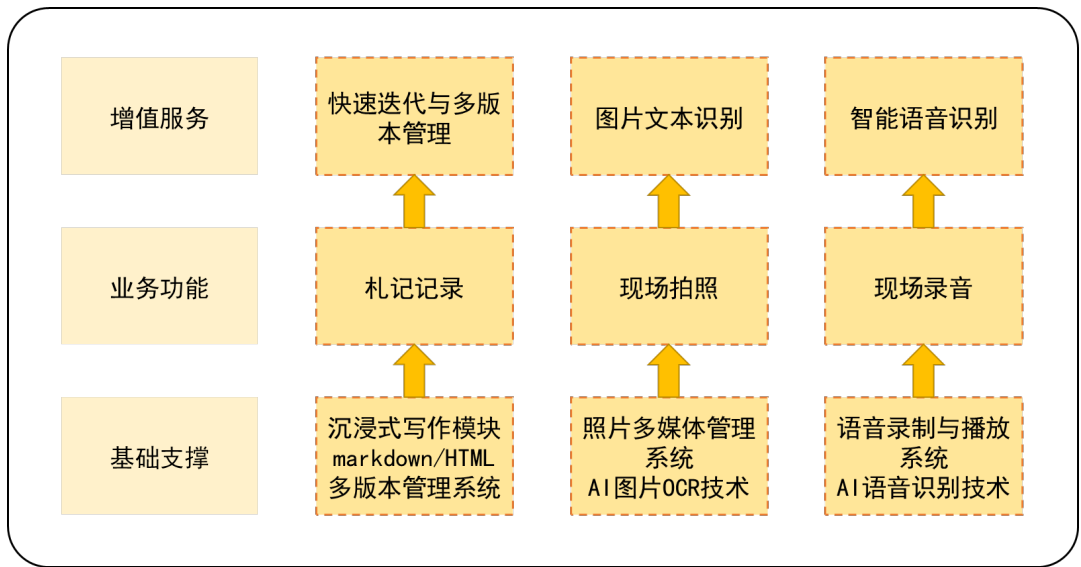 增值服务
快速迭代与多版
本管理
图片文本识别
智能语音识别
业务功能
札记记录
现场拍照
现场录音
基础支撑
沉浸式写作模块
markdown/HTML
多版本管理系统
照片多媒体管理
系统
AI图片OCR技术
语音录制与播放
系统
AI语音识别技术